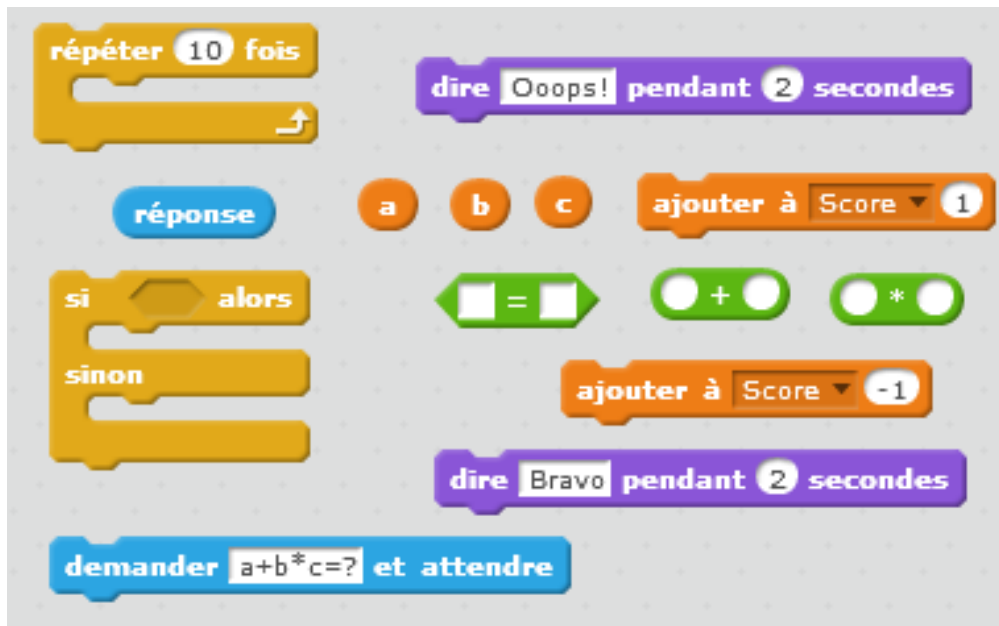 répéter 10 fois
dire Ooops! pendant 2 secondes
réponse
a
b
c
ajouter à Score 1
si alors
sinon
=
+
*
ajouter à Score -1
dire Bravo pendant 2 secondes
demander a+b*c=? et attendre